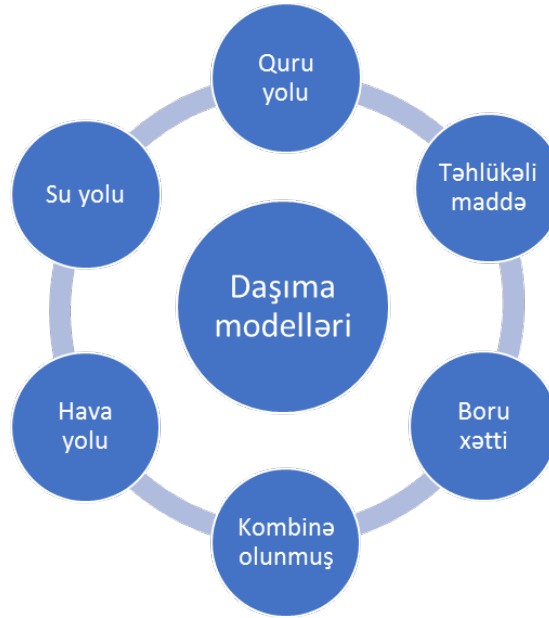 Quru
yolu
Təhlükəli
maddə
Su yolu
Daşıma
modelləri
Hava
yolu
Boru
xətti
Kombinə
olunmuş